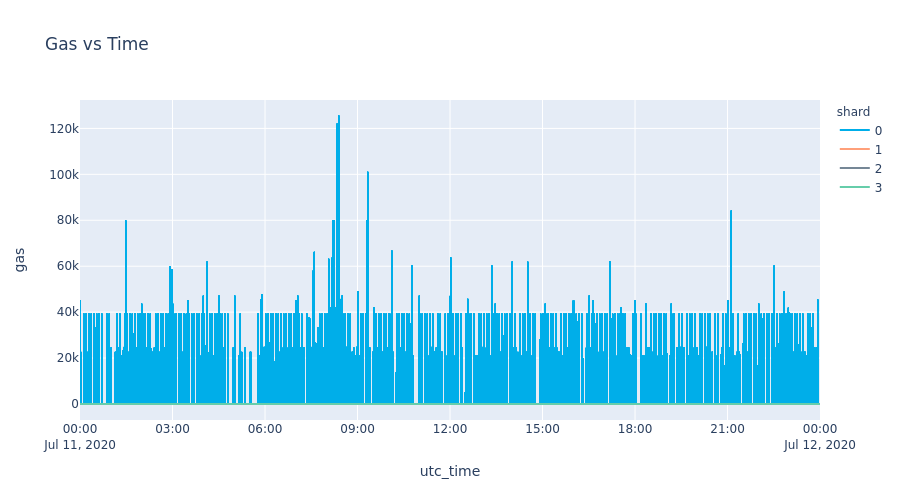 Gas vs Time
shard
0
1
2
3
120k
100k
80k
60k
40k
20k
0
gas
00:00 03:00 06:00 09:00 12:00 15:00 18:00 21:00 00:00
Jul 11, 2020 Jul 12, 2020
utc_time